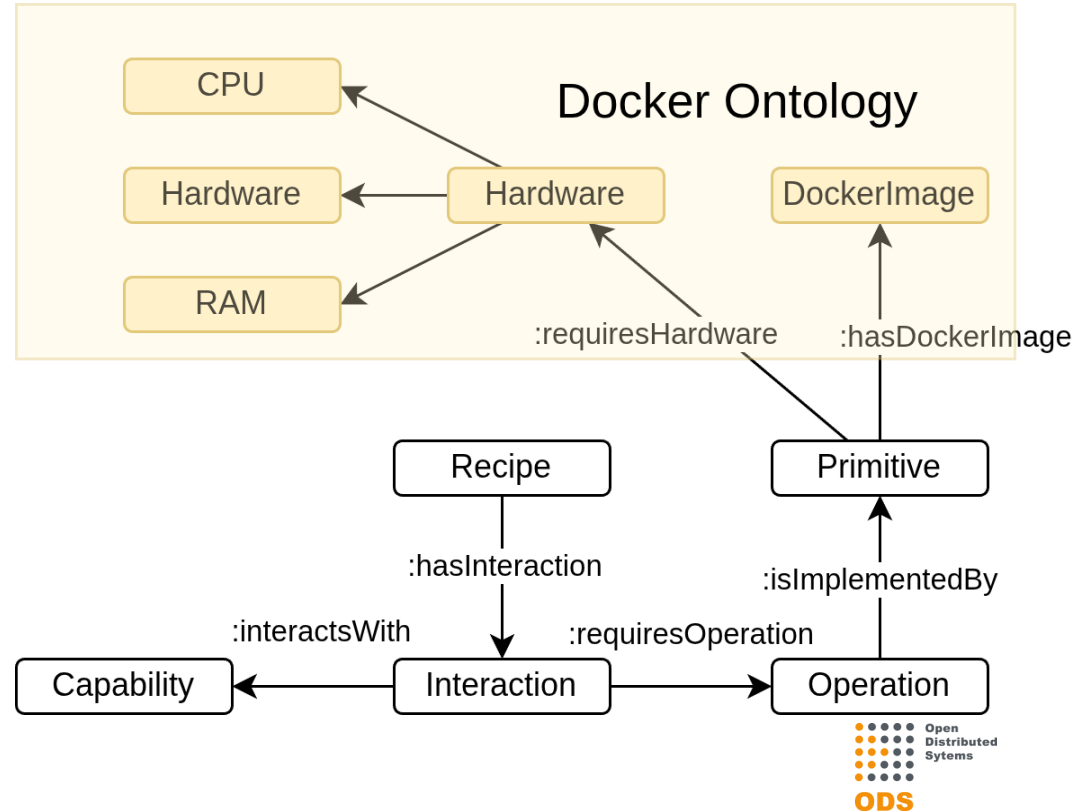 CPU
Docker Ontology
Hardware
Hardware
DockerImage
RAM
:requiresHardware
:hasDockerImage
Recipe
Primitive
:hasInteraction
:isImplementedBy
:interactsWith
:requiresOperation
Capability
Interaction
Operation
Open
Distributed
Sytems
ODS